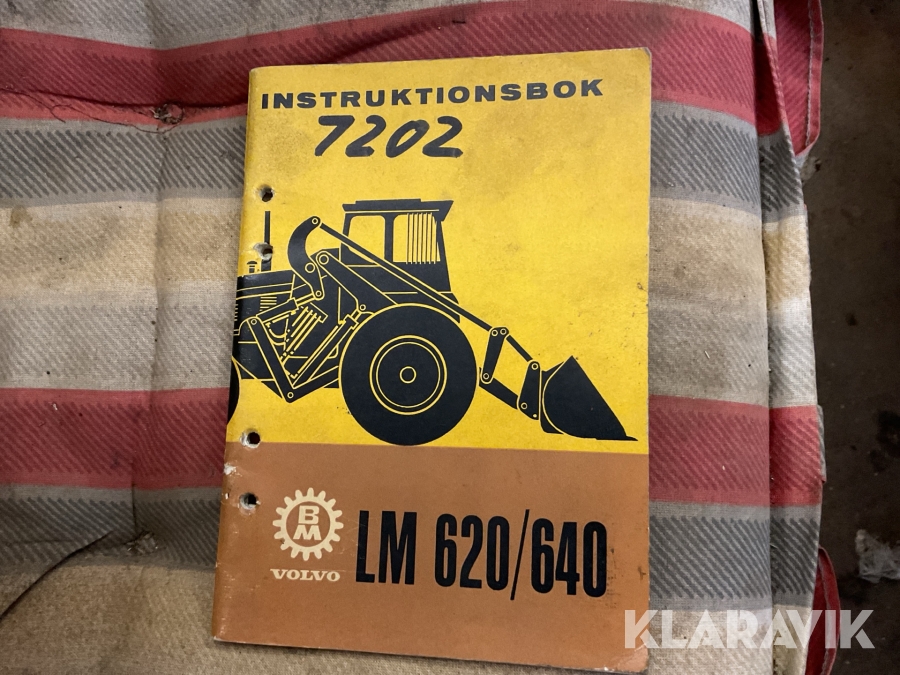 INSTRUKTIONSBOK
7202
BM
VOLVO
LM 620/640
KLARAVIK